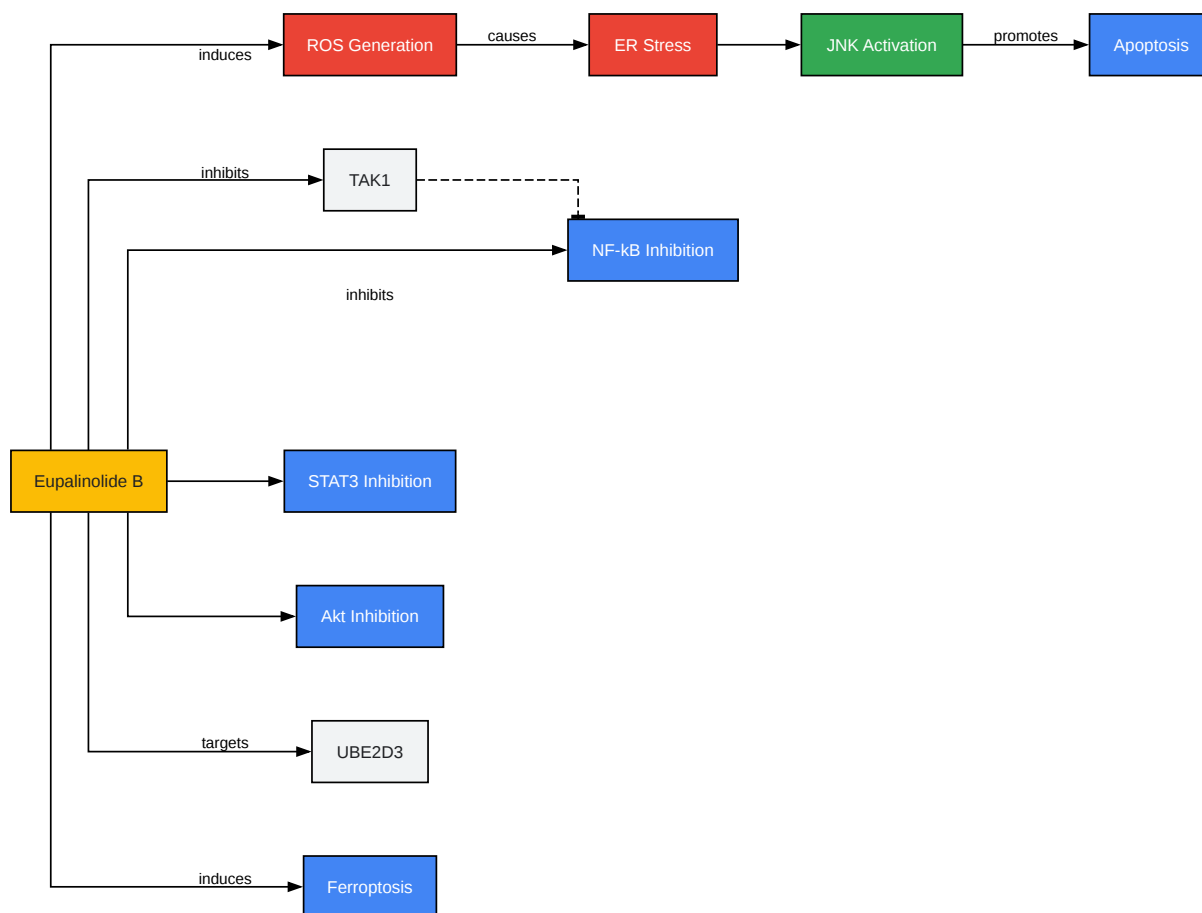 ROS Generation
causes
ER Stress
JNK Activation
promotes
Apoptosis
induces
inhibits
TAK1
NF-kB Inhibition
inhibits
Eupalinolide B
STAT3 Inhibition
Akt Inhibition
targets
UBE2D3
induces
Ferroptosis